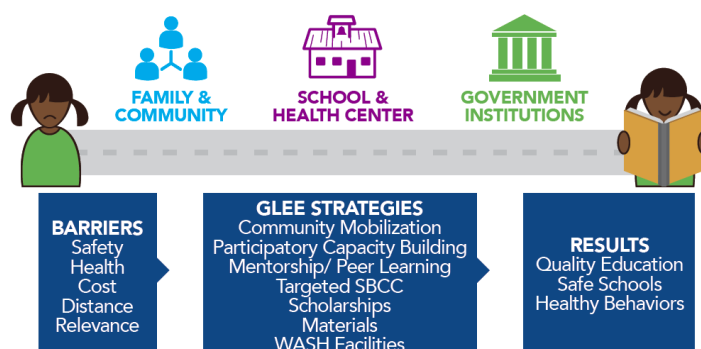 FAMILY &
COMMUNITY
SCHOOL &
HEALTH CENTER
GOVERNMENT
INSTITUTIONS
BARRIERS
Safety
Health
Cost
Distance
Relevance
GLEE STRATEGIES
Community Mobilization
Participatory Capacity Building
Mentorship/ Peer Learning
Targeted SBCC
Scholarships
Materials
WASH Facilities
RESULTS
Quality Education
Safe Schools
Healthy Behaviors